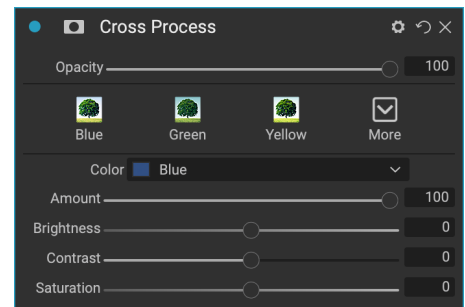 Cross Process
Opacity 100
Blue Green Yellow More
Color Blue
Amount 100
Brightness 0
Contrast 0
Saturation 0